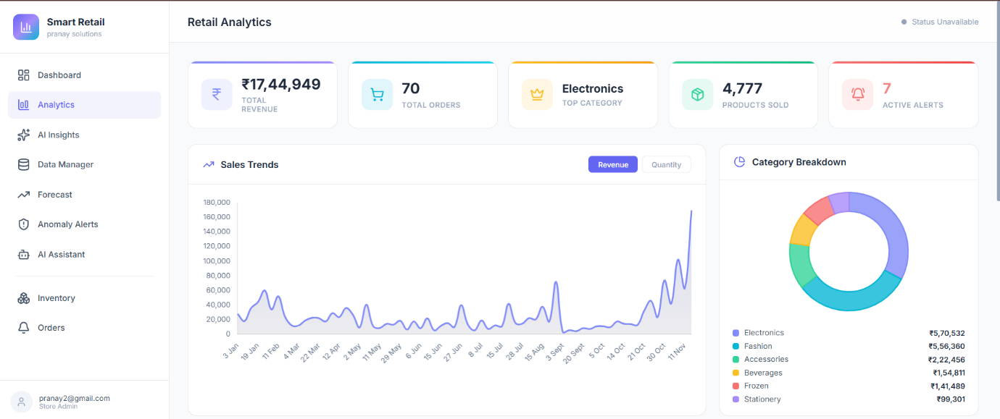 Smart Retail
pranay solutions
Dashboard
Analytics
AI Insights
Data Manager
Forecast
Anomaly Alerts
AI Assistant
Inventory
Orders
pranay2@gmail.com
Store Admin
Retail Analytics
Status Unavailable
₹17,44,949
TOTAL
REVENUE
70
TOTAL ORDERS
Electronics
TOP CATEGORY
4,777
PRODUCTS SOLD
7
ACTIVE ALERTS
Sales Trends
Revenue
Quantity
180,000
160,000
140,000
120,000
100,000
80,000
60,000
40,000
20,000
0
3 Jan
19 Jan
11 Feb
4 Mar
22 Mar
12 Apr
2 May
11 May
29 May
6 Jun
15 Jun
27 Jun
8 Jul
15 Jul
28 Jul
15 Aug
3 Sept
20 Sept
5 Oct
14 Oct
21 Oct
30 Oct
11 Nov
Category Breakdown
Electronics ₹5,70,532
Fashion ₹5,56,360
Accessories ₹2,22,456
Beverages ₹1,54,811
Frozen ₹1,41,489
Stationery ₹99,301